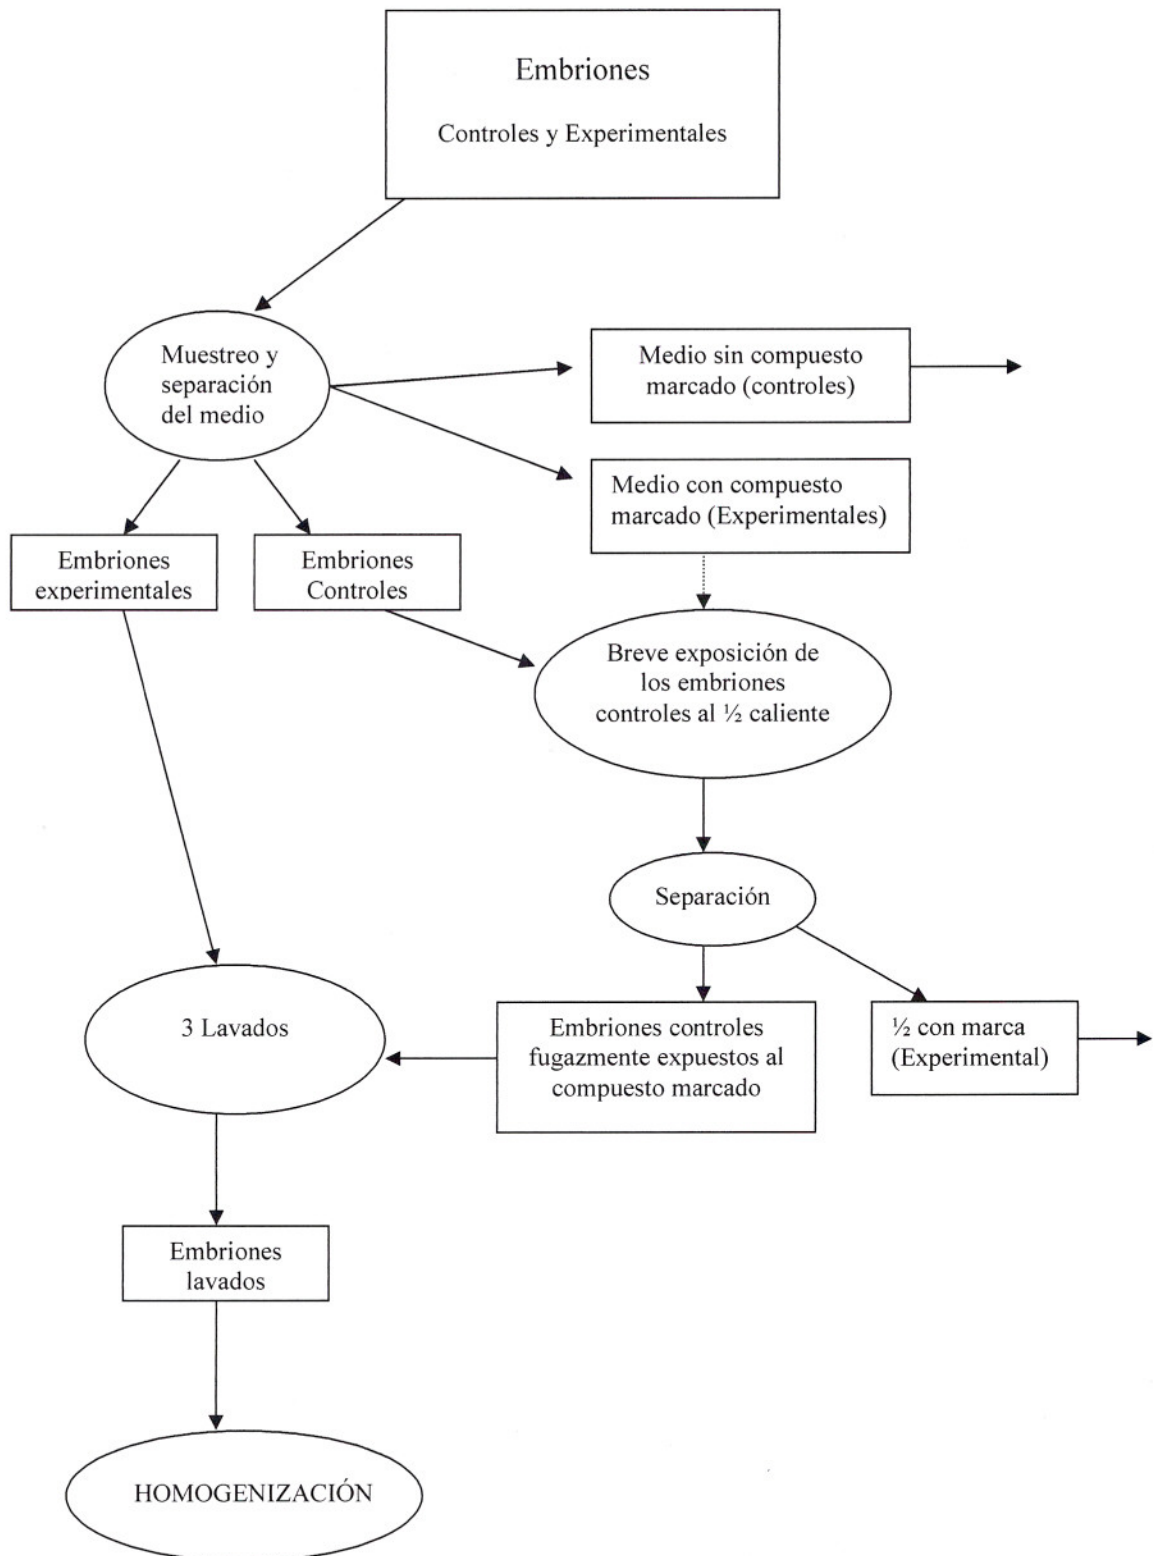 Embriones
Controles y Experimentales
Muestreo y
separación
del medio
Medio sin compuesto
marcado (controles)
Medio con compuesto
marcado (Experimentales)
Embriones
experimentales
Embriones
Controles
Breve exposición de
los embriones
controles al ½ caliente
Separación
3 Lavados
Embriones controles
fugazmente expuestos al
compuesto marcado
½ con marca
(Experimental)
Embriones
lavados
HOMOGENIZACIÓN